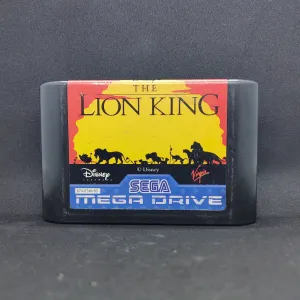 THE
LION KING
Disney
© Disney
Virgin
SEGA
MEGA DRIVE